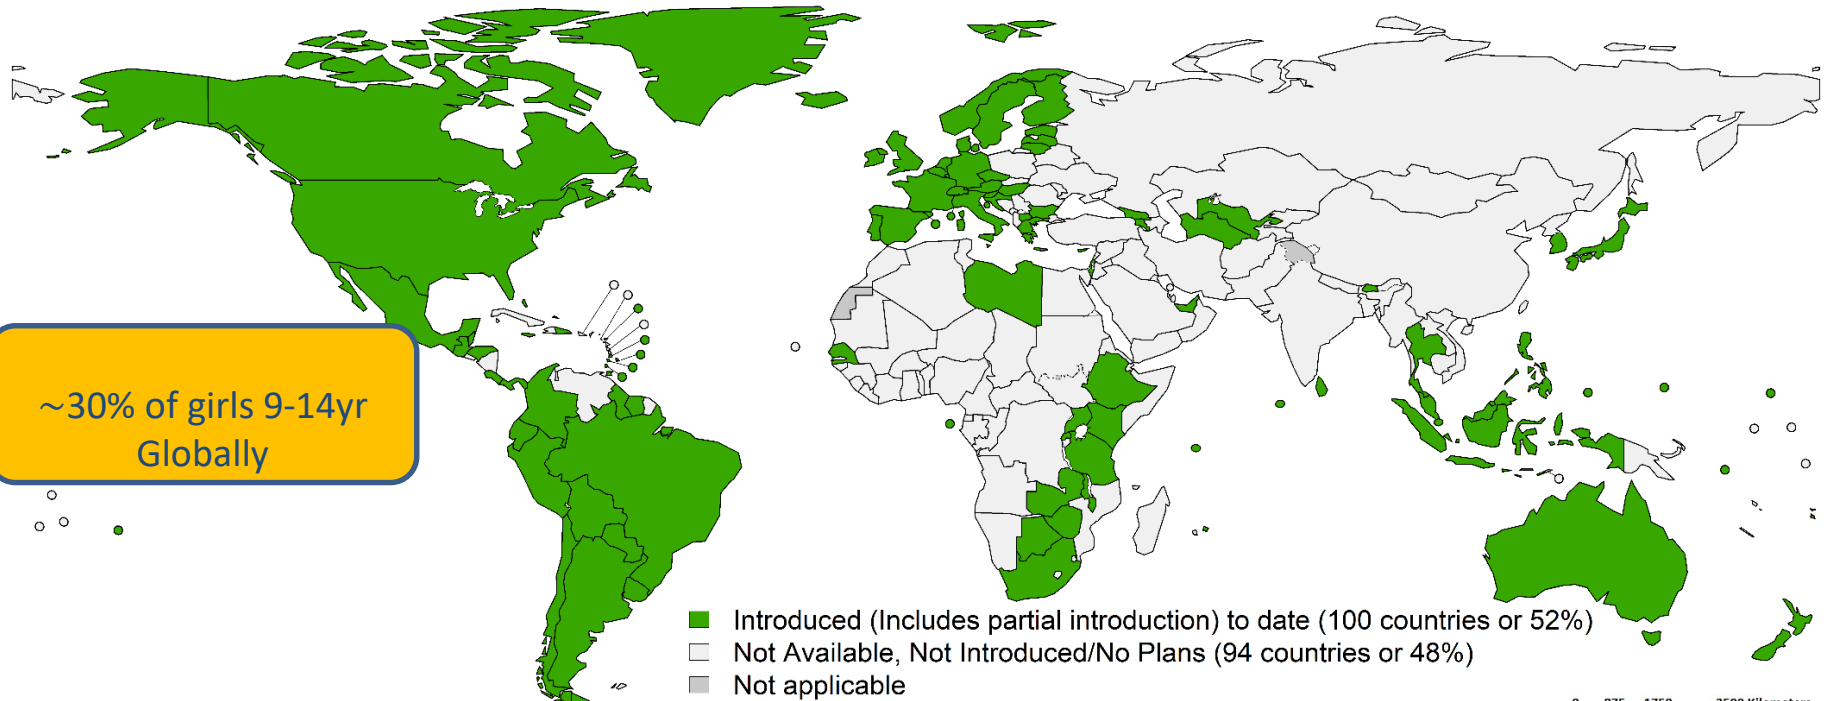 ~30% of girls 9-14yr
Globally
Introduced (Includes partial introduction) to date (100 countries or 52%)
Not Available, Not Introduced/No Plans (94 countries or 48%)
Not applicable